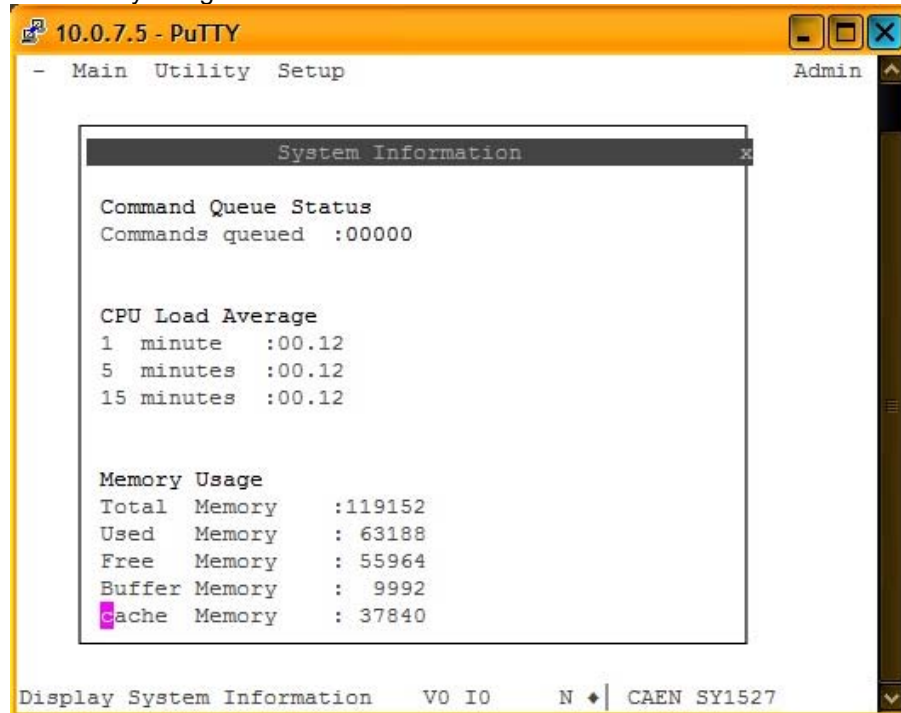 10.0.7.5 - PuTTY
- Main Utility Setup Admin
System Information x
Command Queue Status
Commands queued :00000
CPU Load Average
1 minute :00.12
5 minutes :00.12
15 minutes :00.12
Memory Usage
Total Memory :119152
Used Memory : 63188
Free Memory : 55964
Buffer Memory : 9992
cache Memory : 37840
Display System Information V0 I0 N ◆| CAEN SY1527